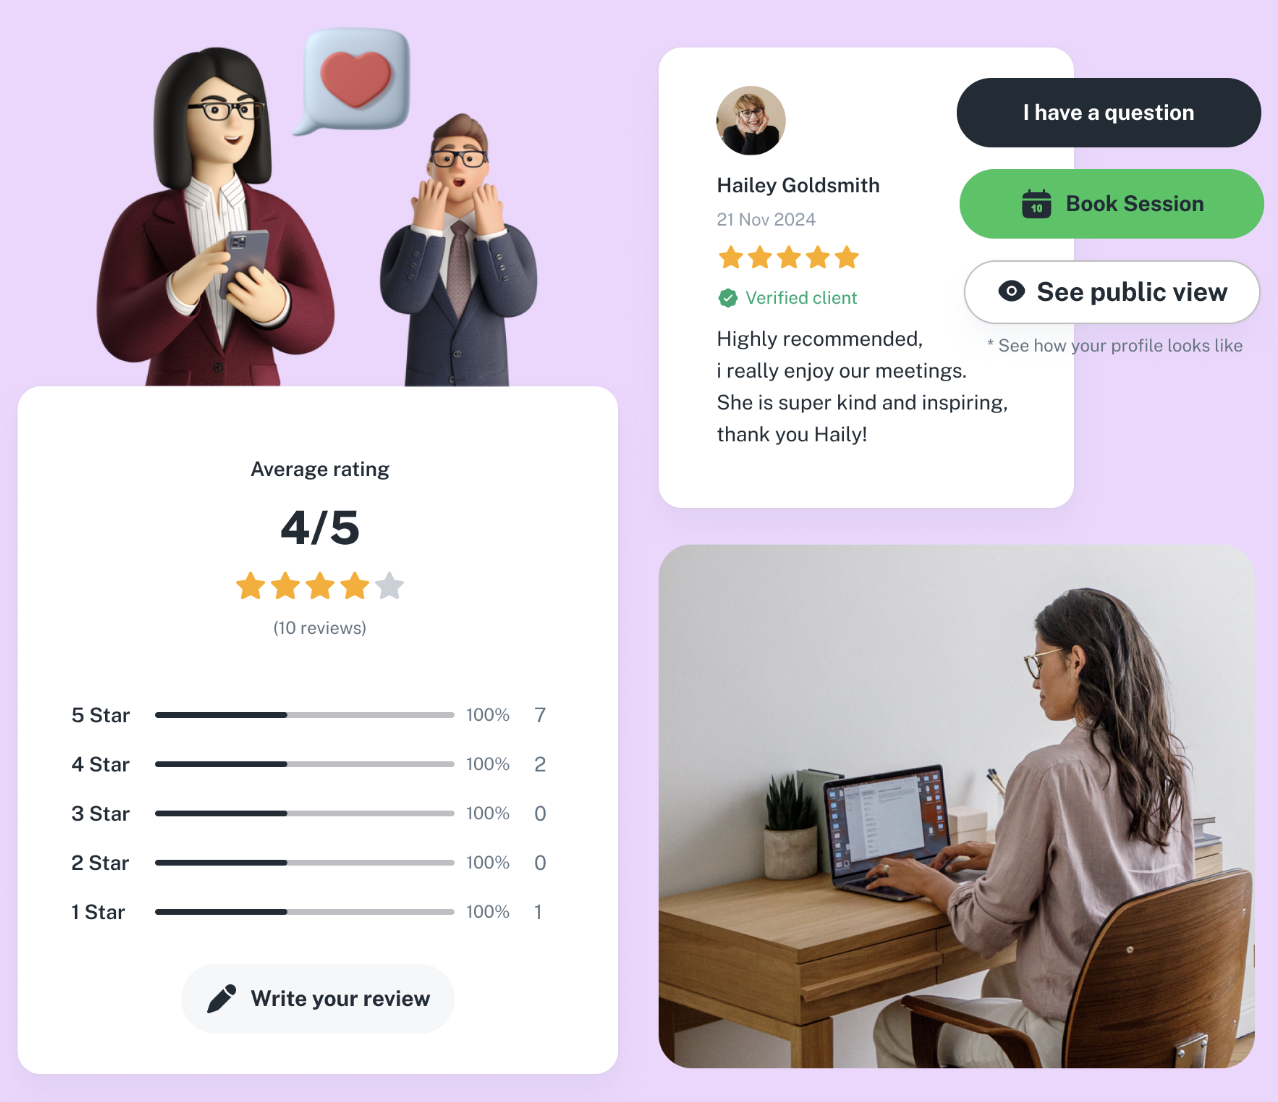 Average rating
4/5
(10 reviews)
5 Star 100% 7
4 Star 100% 2
3 Star 100% 0
2 Star 100% 0
1 Star 100% 1
Write your review
Hailey Goldsmith
21 Nov 2024
Verified client
Highly recommended,
i really enjoy our meetings.
She is super kind and inspiring,
thank you Haily!
I have a question
10 Book Session
See public view
* See how your profile looks like